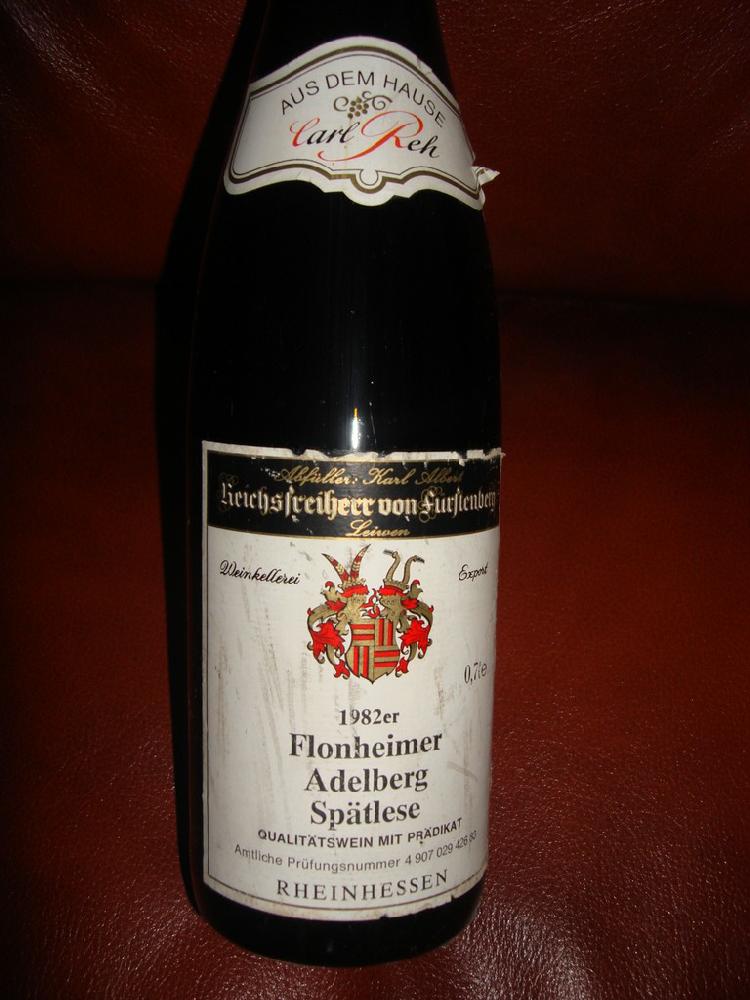 AUS DEM HAUSE
Carl Reh
Abfüller: Karl Albert
Reichsfreiherr von Fürstenberg
Leiwen
Weinkellerei
Export
0,7l e
1982er
Flonheimer
Adelberg
Spätlese
QUALITÄTSWEIN MIT PRÄDIKAT
Amtliche Prüfungsnummer 4 907 029 426 83
RHEINHESSEN